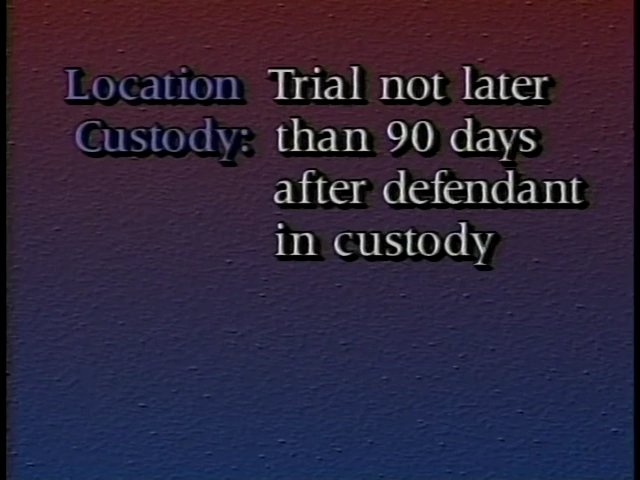 Location Trial not later
Custody: than 90 days
after defendant
in custody